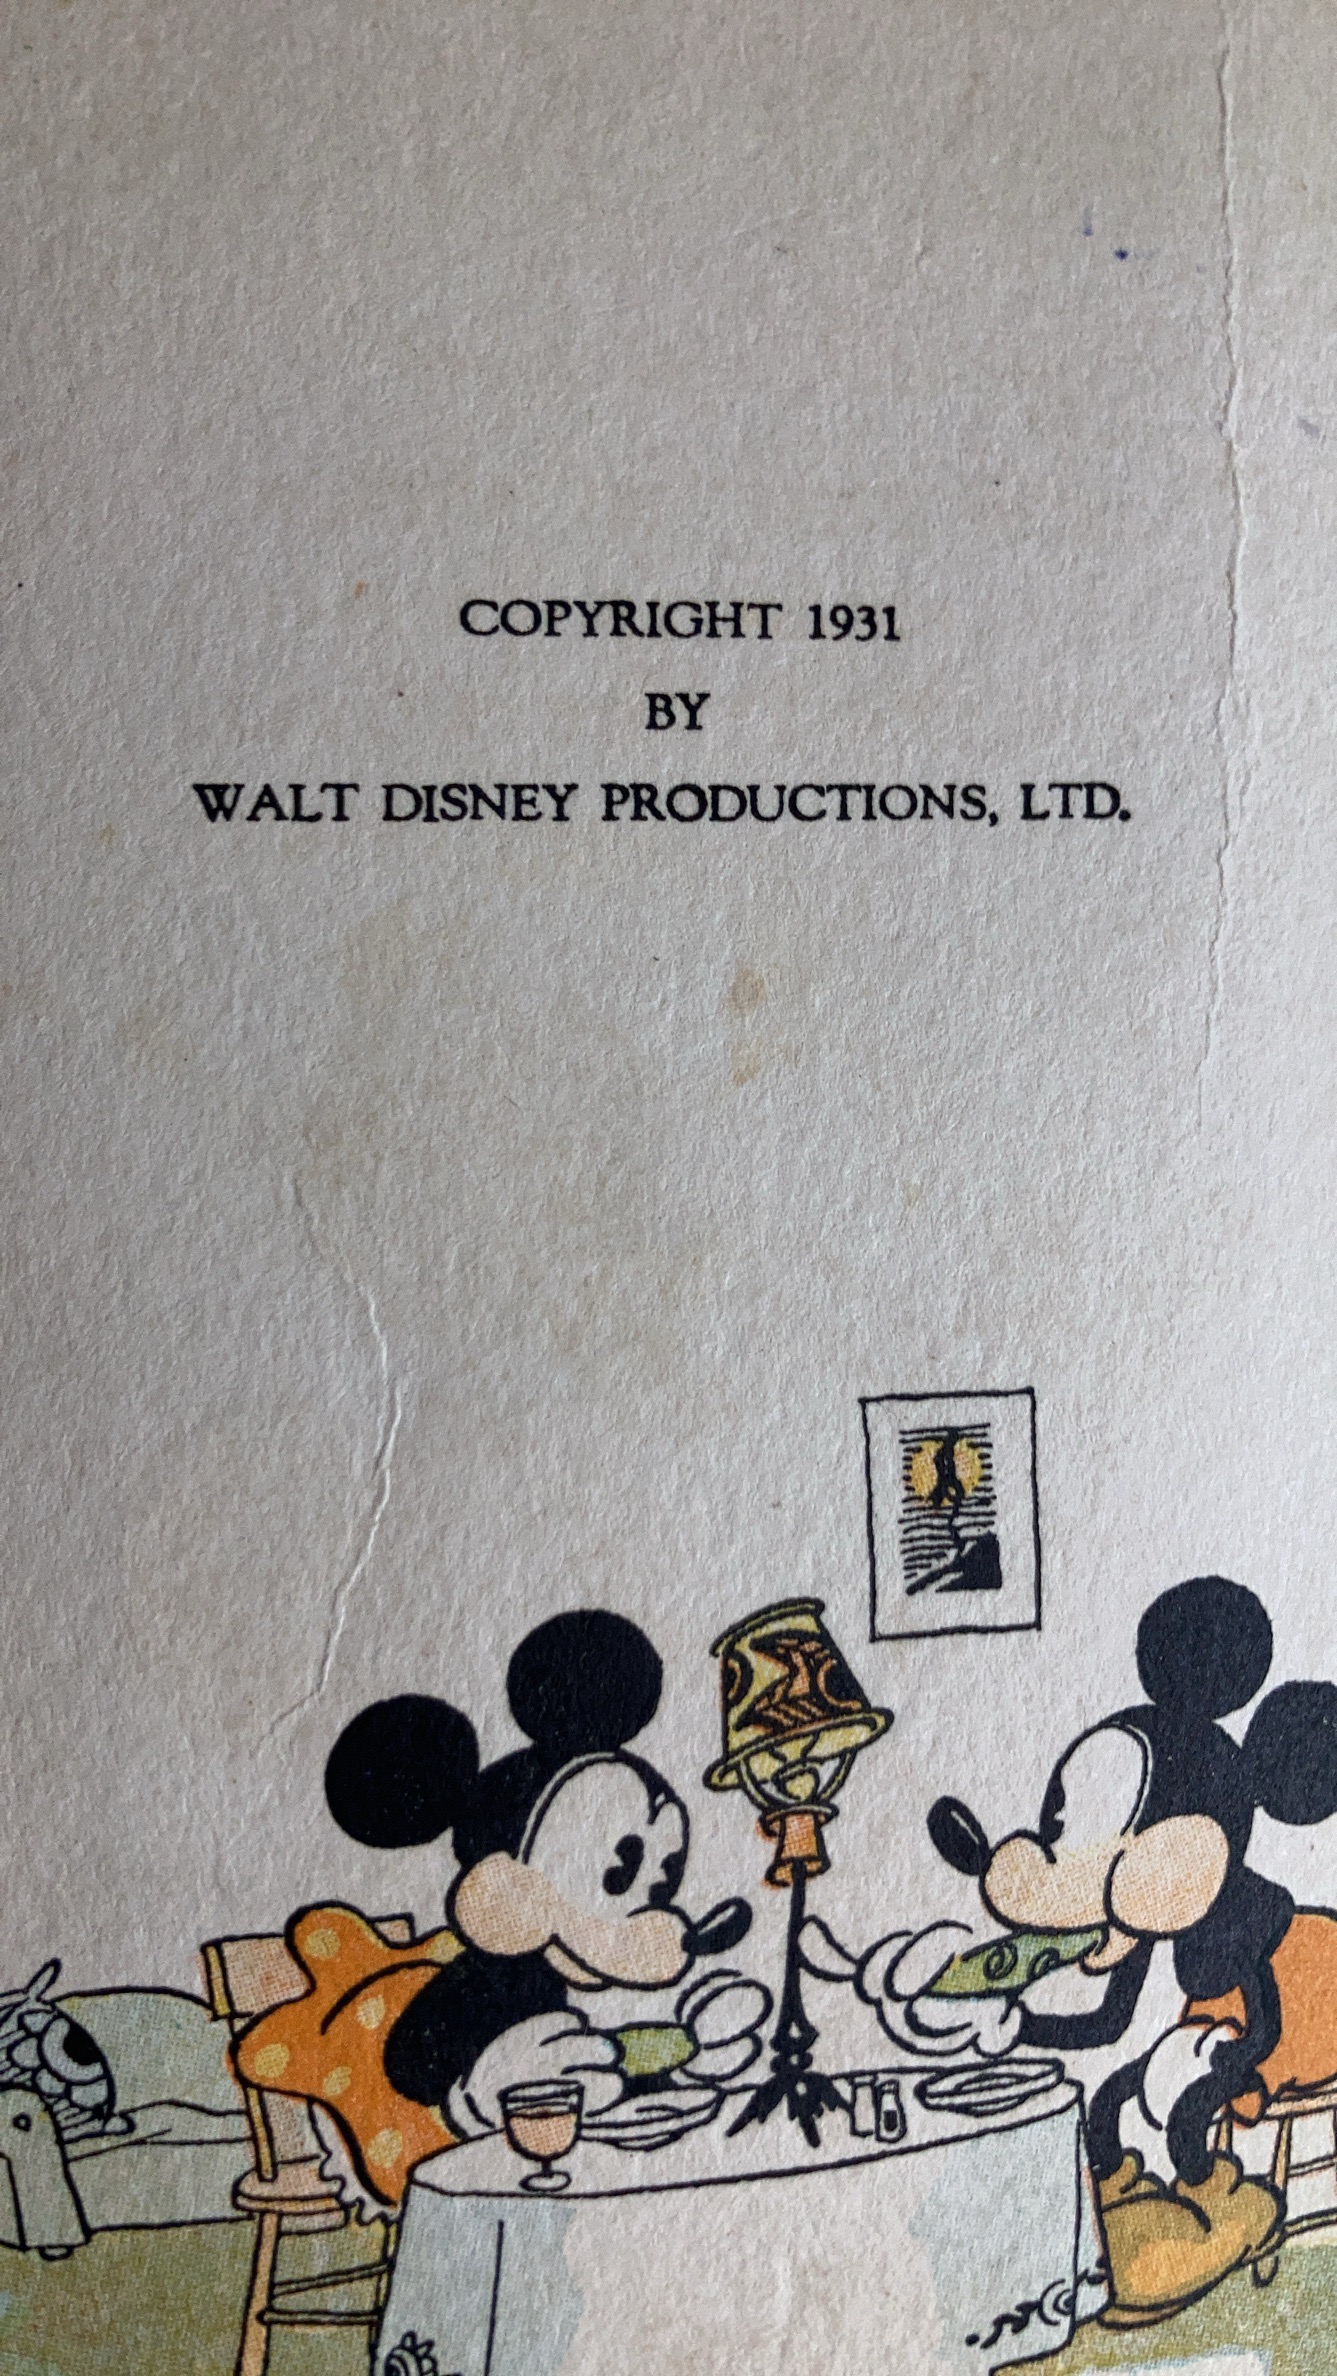 COPYRIGHT 1931
BY
WALT DISNEY PRODUCTIONS, LTD.